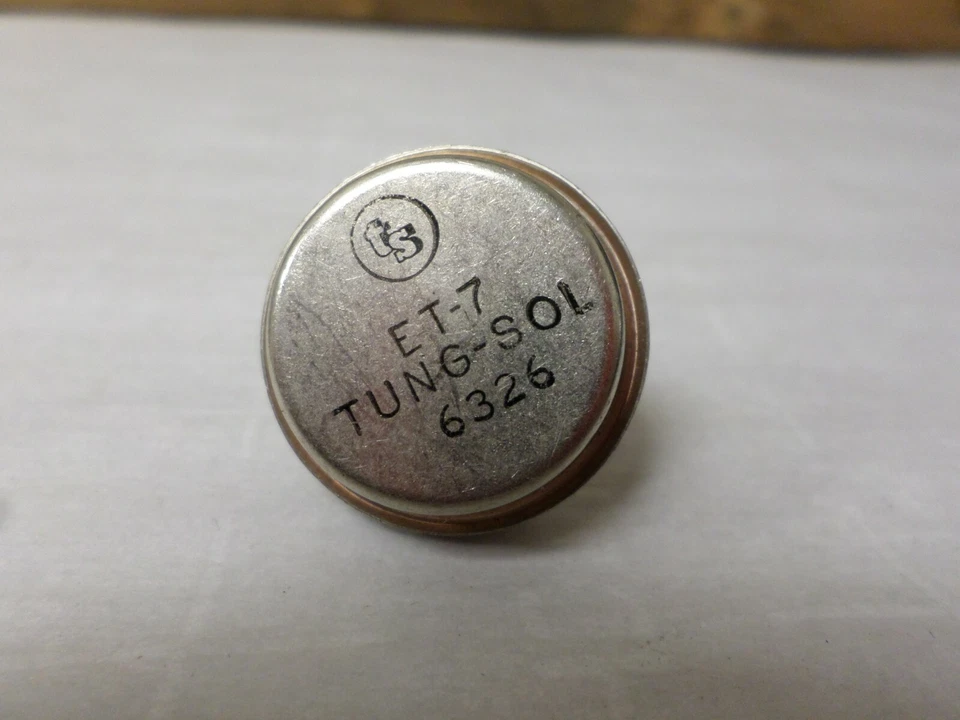 ts
ET-7
TUNG-SOL
6326